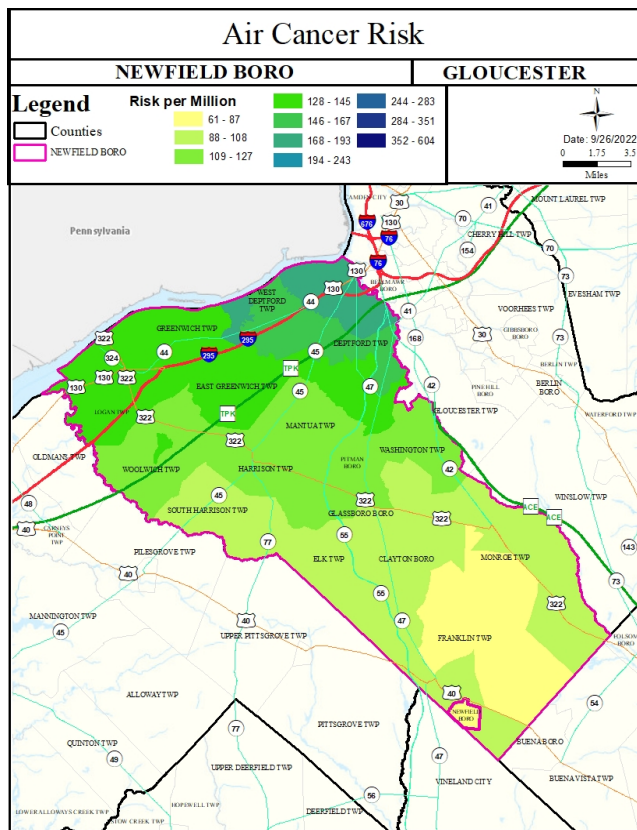 Air Cancer Risk
NEWFIELD BORO
GLOUCESTER
Legend
Counties
NEWFIELD BORO
Risk per Million
61 - 87
88 - 108
109 - 127
128 - 145
146 - 167
168 - 193
194 - 243
244 - 283
284 - 351
352 - 604
N
Date: 9/26/2022
0 1.75 3.5
Miles
Pennsylvania
AMDEN CITY
30
41
MOUNT LAUREL TWP
676
130
70
76
CHERRY HILL TWP
154
70
76
130
BELLMAWR
BORO
73
EVESHAM TWP
WEST
DEPTFORD
TWP
130
44
41
VOORHEES TWP
GIBBSBORO
BORO
GREENWICH TWP
322
295
168
30
73
324
44
295
45
DEPTFORD TWP
BERLIN TWP
130
322
TPK
130
EAST GREENWICH TWP
45
47
42
PINE HILL
BORO
BERLIN
BORO
LOGAN TWP
322
TPK
GLOUCESTER TWP
WATERFORD TWP
MANTUA TWP
322
OLDMANS TWP
WOOLWICH TWP
HARRISON TWP
PITMAN
BORO
WASHINGTON TWP
42
48
45
322
WINSLOW TWP
SOUTH HARRISON TWP
GLASSBORO BORO
ACE
ACE
40
CARNEYS
POINT
TWP
77
55
322
143
PILESGROVE TWP
ELK TWP
CLAYTON BORO
MONROE TWP
40
73
55
322
MANNINGTON TWP
40
47
45
UPPER PITTSGROVE TWP
FRANKLIN TWP
FOLSOM
BORO
ALLOWAY TWP
40
54
NEWFIELD
BORO
77
PITTSGROVE TWP
BUENA BORO
QUINTON TWP
49
47
UPPER DEERFIELD TWP
VINELAND CITY
BUENA VISTA TWP
56
LOWER ALLOWAYS CREEK TWP
HOPEWELL TWP
STOW CREEK TWP
DEERFIELD TWP